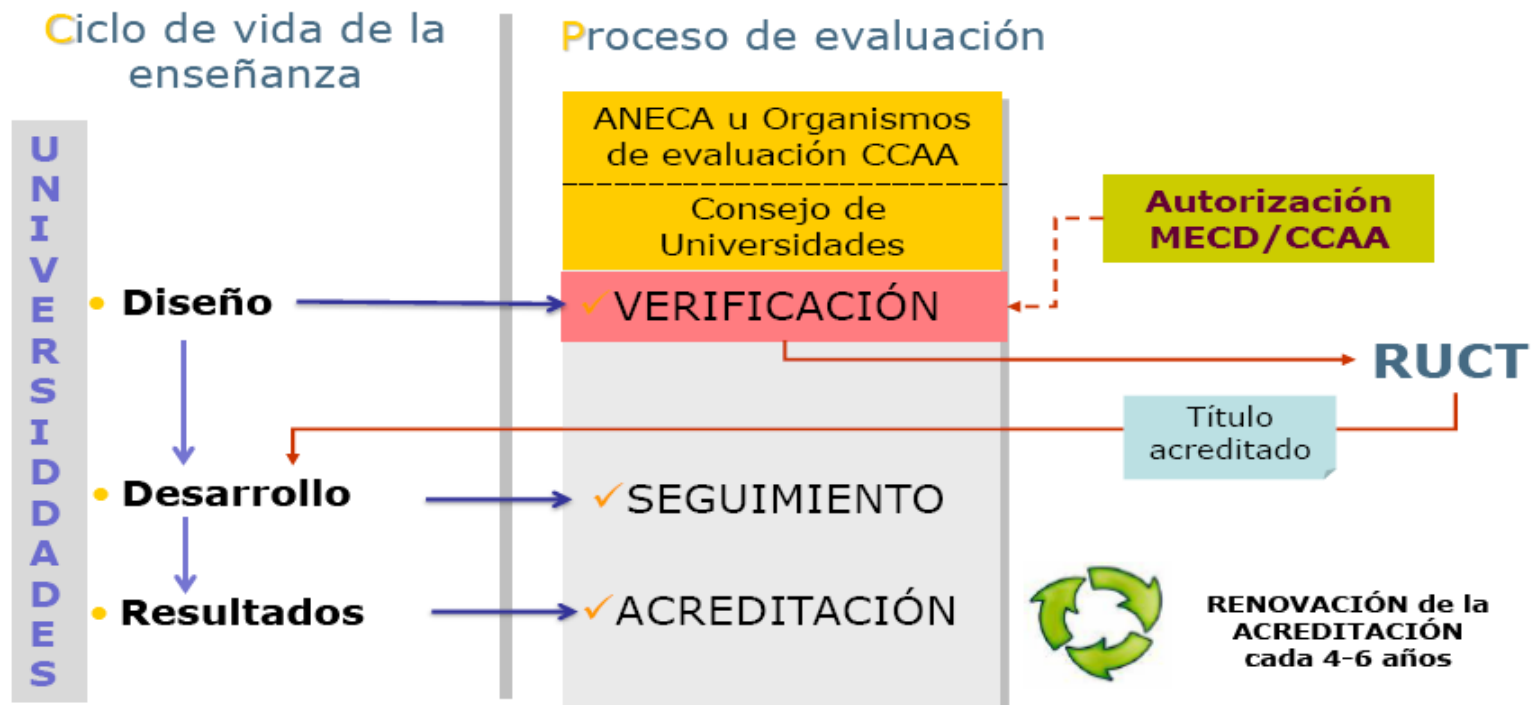 Ciclo de vida de la
enseñanza
Proceso de evaluación
U
N
I
V
E
R
S
I
D
D
A
D
E
S
ANECA u Organismos
de evaluación CCAA
Consejo de
Universidades
Autorización
MECD/CCAA
• Diseño
✓VERIFICACIÓN
RUCT
Título
acreditado
• Desarrollo
✓SEGUIMIENTO
• Resultados
✓ACREDITACIÓN
RENOVACIÓN de la
ACREDITACIÓN
cada 4-6 años